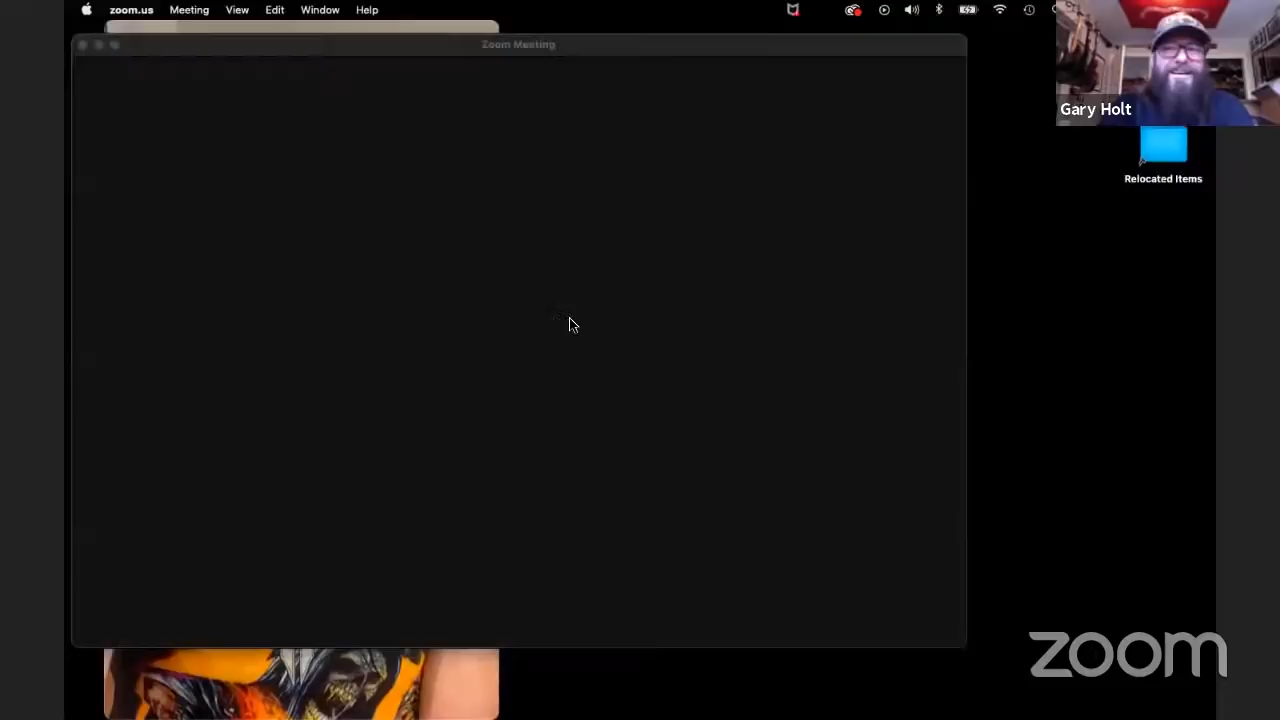 zoom.us Meeting View Edit Window Help
Zoom Meeting
Gary Holt
Relocated Items
zoom